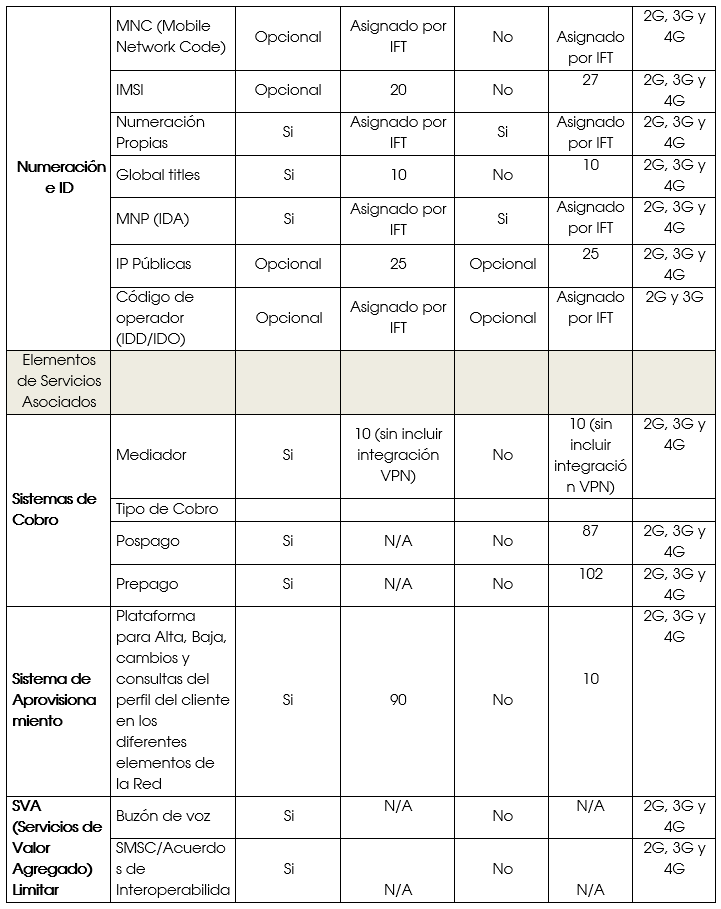 Numeración
e ID
MNC (Mobile
Network Code)
Opcional
Asignado por
IFT
No
Asignado
por IFT
2G, 3G y
4G
IMSI
Opcional
20
No
27
2G, 3G y
4G
Numeración
Propias
Si
Asignado por
IFT
Si
Asignado
por IFT
2G, 3G y
4G
Global titles
Si
10
No
10
2G, 3G y
4G
MNP (IDA)
Si
Asignado por
IFT
Si
Asignado
por IFT
2G, 3G y
4G
IP Públicas
Opcional
25
Opcional
25
2G, 3G y
4G
Código de
operador
(IDD/IDO)
Opcional
Asignado por
IFT
Opcional
Asignado
por IFT
2G y 3G
Elementos
de Servicios
Asociados
Sistemas de
Cobro
Mediador
Si
10 (sin incluir
integración
VPN)
No
10 (sin
incluir
integració
n VPN)
2G, 3G y
4G
Tipo de Cobro
Pospago
Si
N/A
No
87
2G, 3G y
4G
Prepago
Si
N/A
No
102
2G, 3G y
4G
Sistema de
Aprovisiona
miento
Plataforma
para Alta, Baja,
cambios y
consultas del
perfil del cliente
en los
diferentes
elementos de
la Red
Si
90
No
10
2G, 3G y
4G
SVA
(Servicios de
Valor
Agregado)
Limitar
Buzón de voz
Si
N/A
No
N/A
2G, 3G y
4G
SMSC/Acuerdo
s de
Interoperabilida
Si
N/A
No
N/A
2G, 3G y
4G